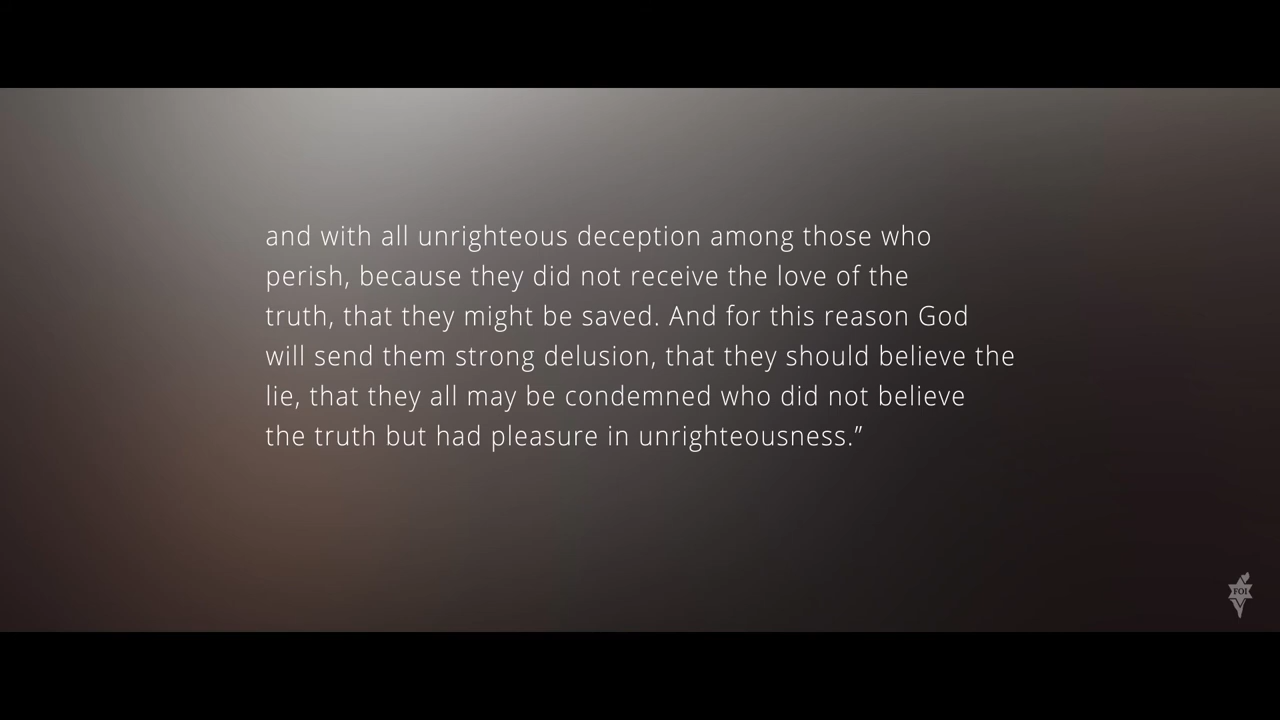 and with all unrighteous deception among those who
perish, because they did not receive the love of the
truth, that they might be saved. And for this reason God
will send them strong delusion, that they should believe the
lie, that they all may be condemned who did not believe
the truth but had pleasure in unrighteousness.”
FOI